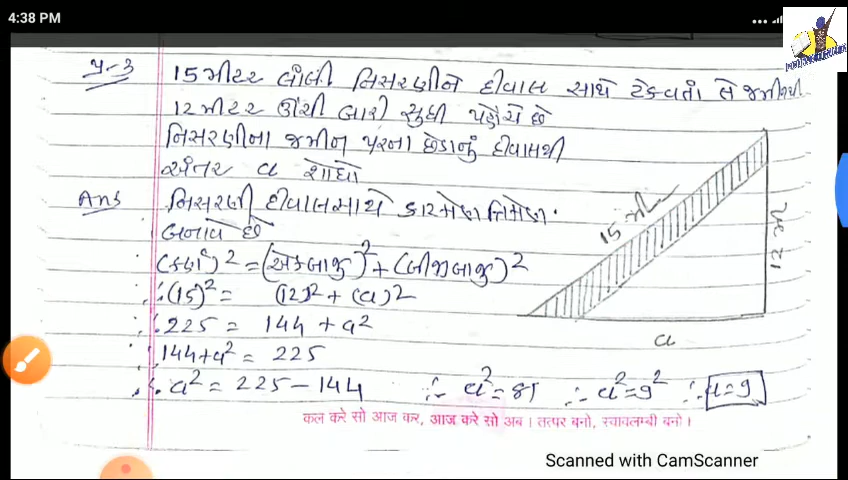 4:38 PM
પ્ર-૩ 15 મીટર લાંબી નિસરણીને દીવાલ સાથે ટેકવતાં તે જમીનથી
12 મીટર ઊંચી બારી સુધી પહોંચે છે
નિસરણીના જમીન પરના છેડાનું દીવાલથી
અંતર a શોધો
Ans નિસરણી દીવાલ સાથે કાટકોણ ત્રિકોણ
બનાવે છે
(કર્ણ)2 = (એકબાજુ)2 + (બીજીબાજુ)2
∴ (15)2 = (12)2 + (a)2
∴ 225 = 144 + a2
∴ 144 + a2 = 225
∴ a2 = 225 - 144 ∴ a2 = 81 ∴ a2 = 92 ∴ a = 9
15 મી
12 મી
a
कल करे सो आज कर, आज करे सो अब । तत्पर बनो, स्वावलम्बी बनो ।
Scanned with CamScanner